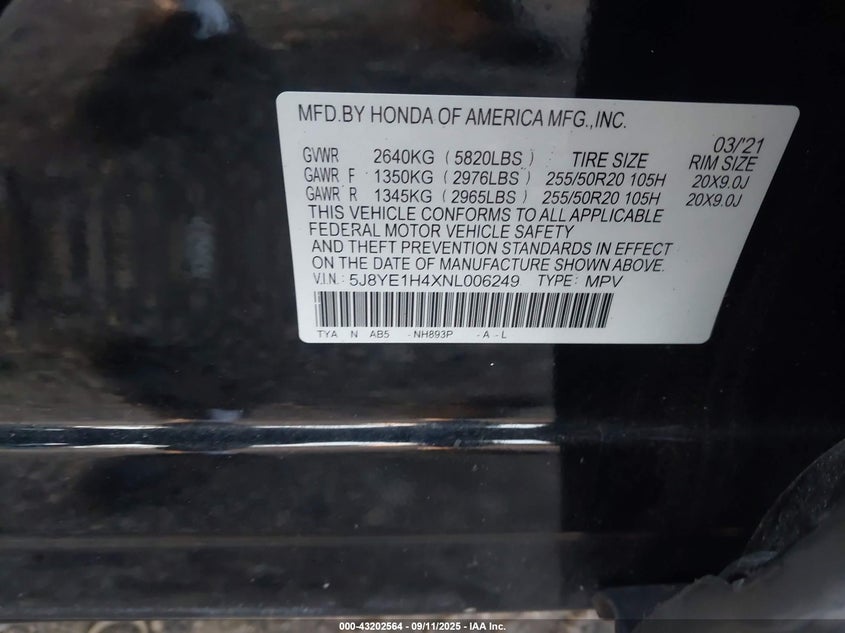 MFD.BY HONDA OF AMERICA MFG.,INC.
03/'21
GVWR 2640KG ( 5820LBS ) TIRE SIZE RIM SIZE
GAWR F 1350KG ( 2976LBS ) 255/50R20 105H 20X9.0J
GAWR R 1345KG ( 2965LBS ) 255/50R20 105H 20X9.0J
THIS VEHICLE CONFORMS TO ALL APPLICABLE
FEDERAL MOTOR VEHICLE SAFETY
AND THEFT PREVENTION STANDARDS IN EFFECT
ON THE DATE OF MANUFACTURE SHOWN ABOVE.
V.I.N: 5J8YE1H4XNL006249 TYPE: MPV
TYA N AB5 -NH893P -A -L
000-43202564 - 09/11/2025 - IAA Inc.